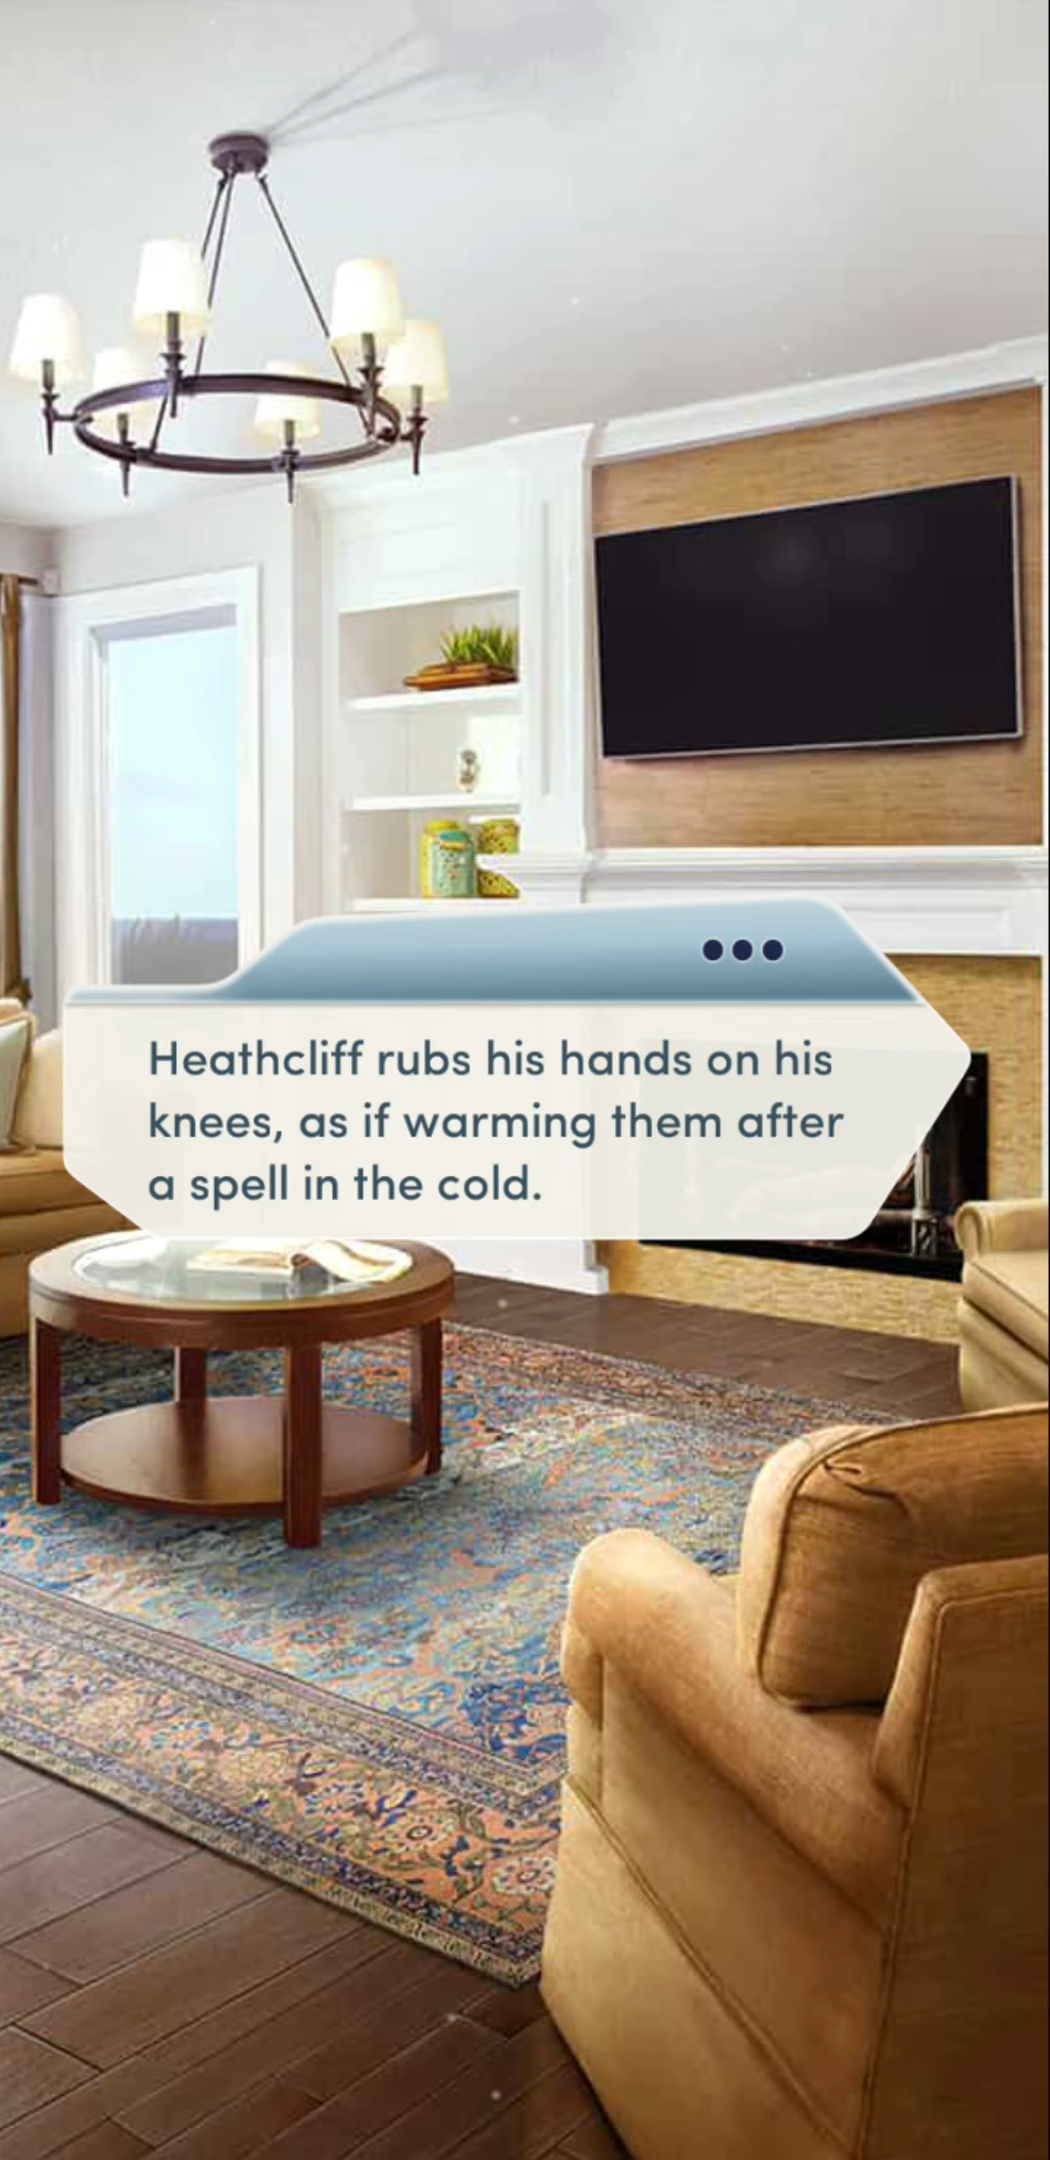 Heathcliff rubs his hands on his
knees, as if warming them after
a spell in the cold.